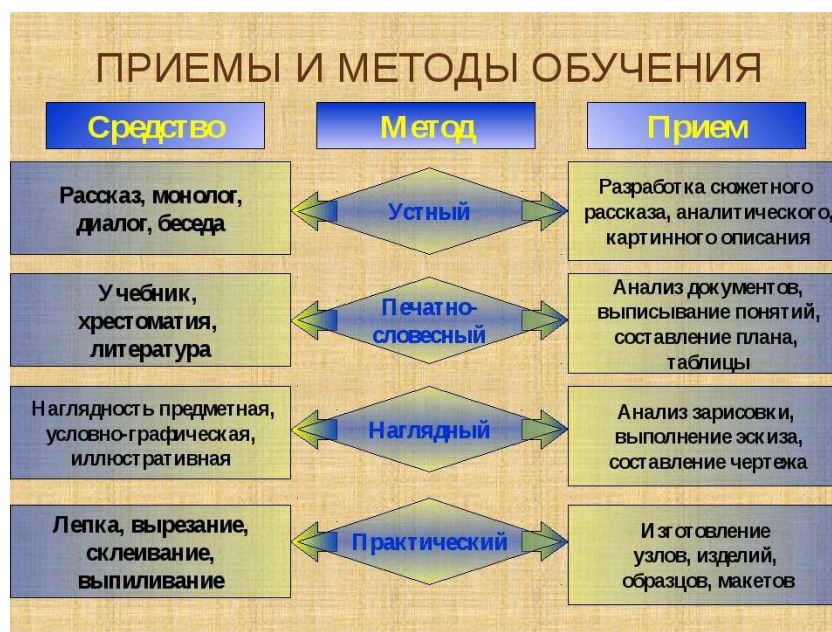 ПРИЕМЫ И МЕТОДЫ ОБУЧЕНИЯ
Средство
Метод
Прием
Рассказ, монолог,
диалог, беседа
Устный
Разработка сюжетного
рассказа, аналитического,
картинного описания
Учебник,
хрестоматия,
литература
Печатно-
словесный
Анализ документов,
выписывание понятий,
составление плана,
таблицы
Наглядность предметная,
условно-графическая,
иллюстративная
Наглядный
Анализ зарисовки,
выполнение эскиза,
составление чертежа
Лепка, вырезание,
склеивание,
выпиливание
Практический
Изготовление
узлов, изделий,
образцов, макетов